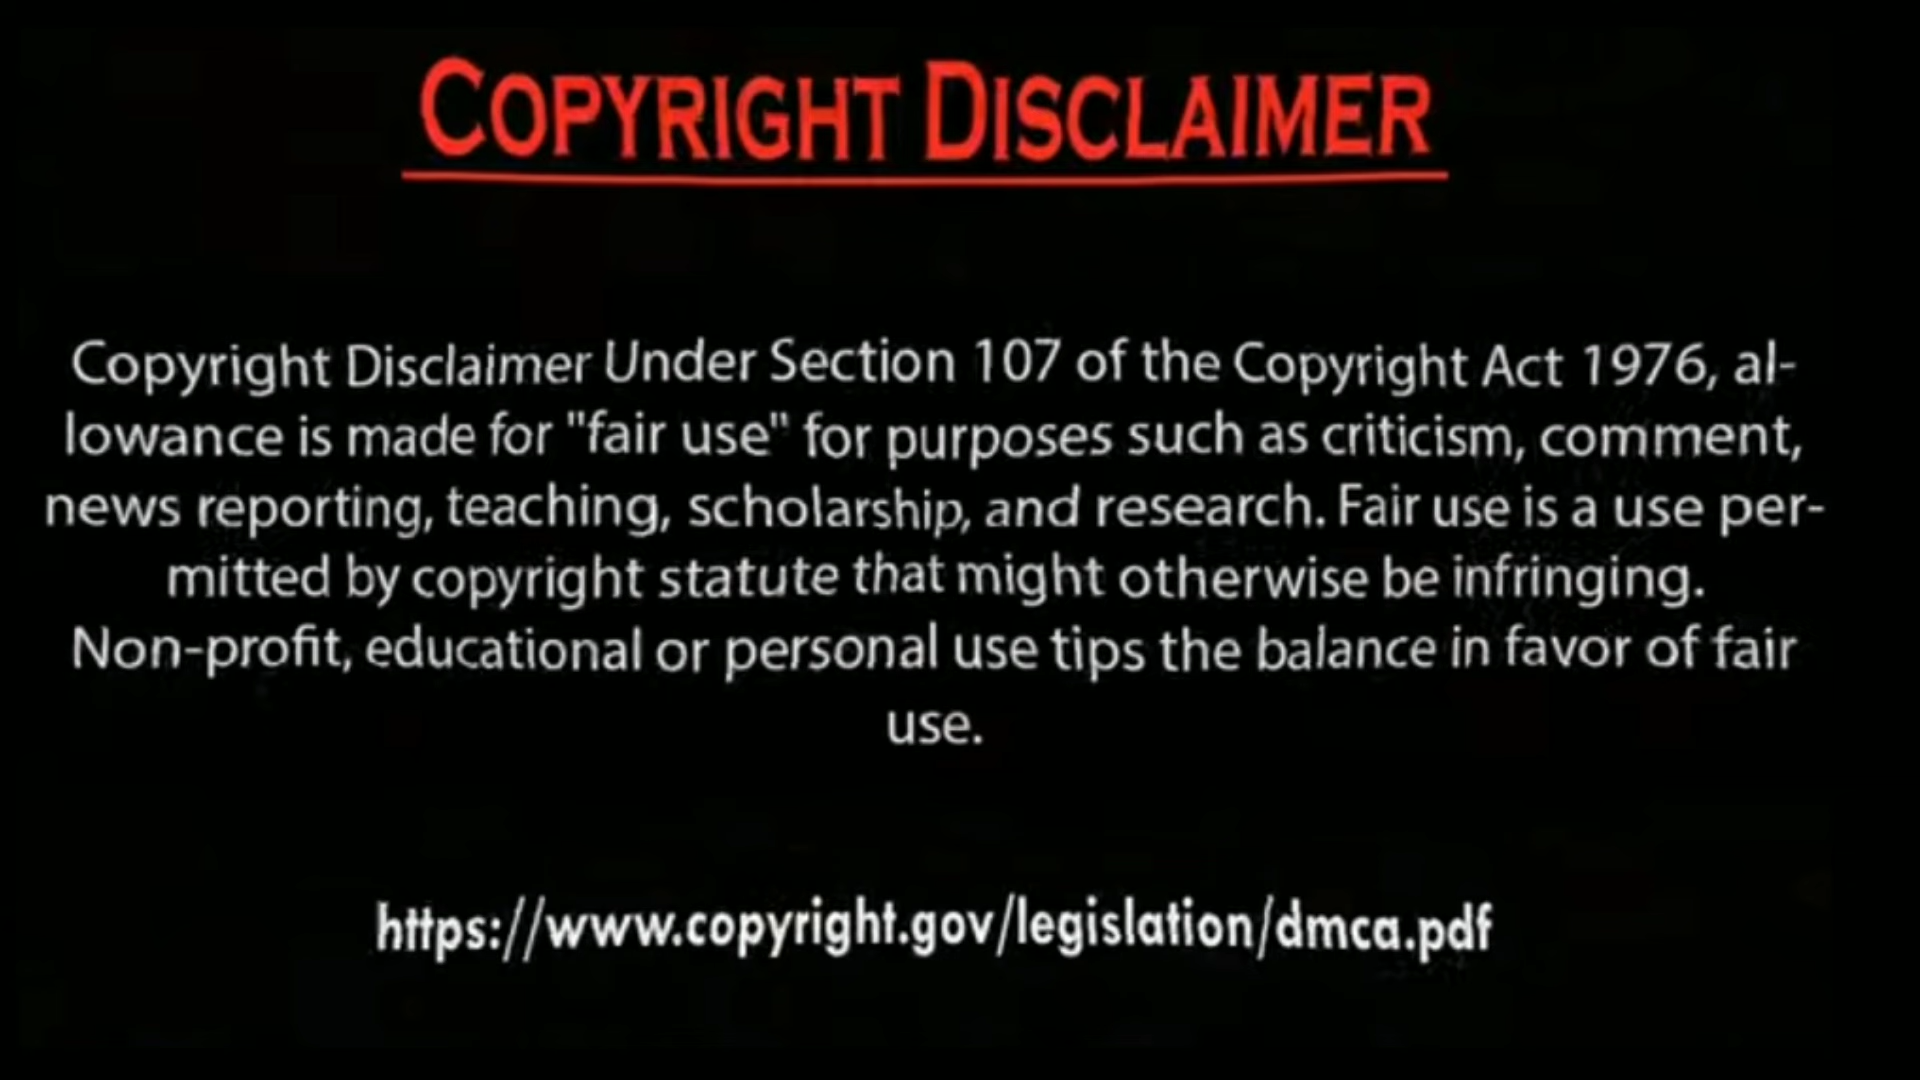 COPYRIGHT DISCLAIMER
Copyright Disclaimer Under Section 107 of the Copyright Act 1976, al-
lowance is made for "fair use" for purposes such as criticism, comment,
news reporting, teaching, scholarship, and research. Fair use is a use per-
mitted by copyright statute that might otherwise be infringing.
Non-profit, educational or personal use tips the balance in favor of fair
use.
https://www.copyright.gov/legislation/dmca.pdf